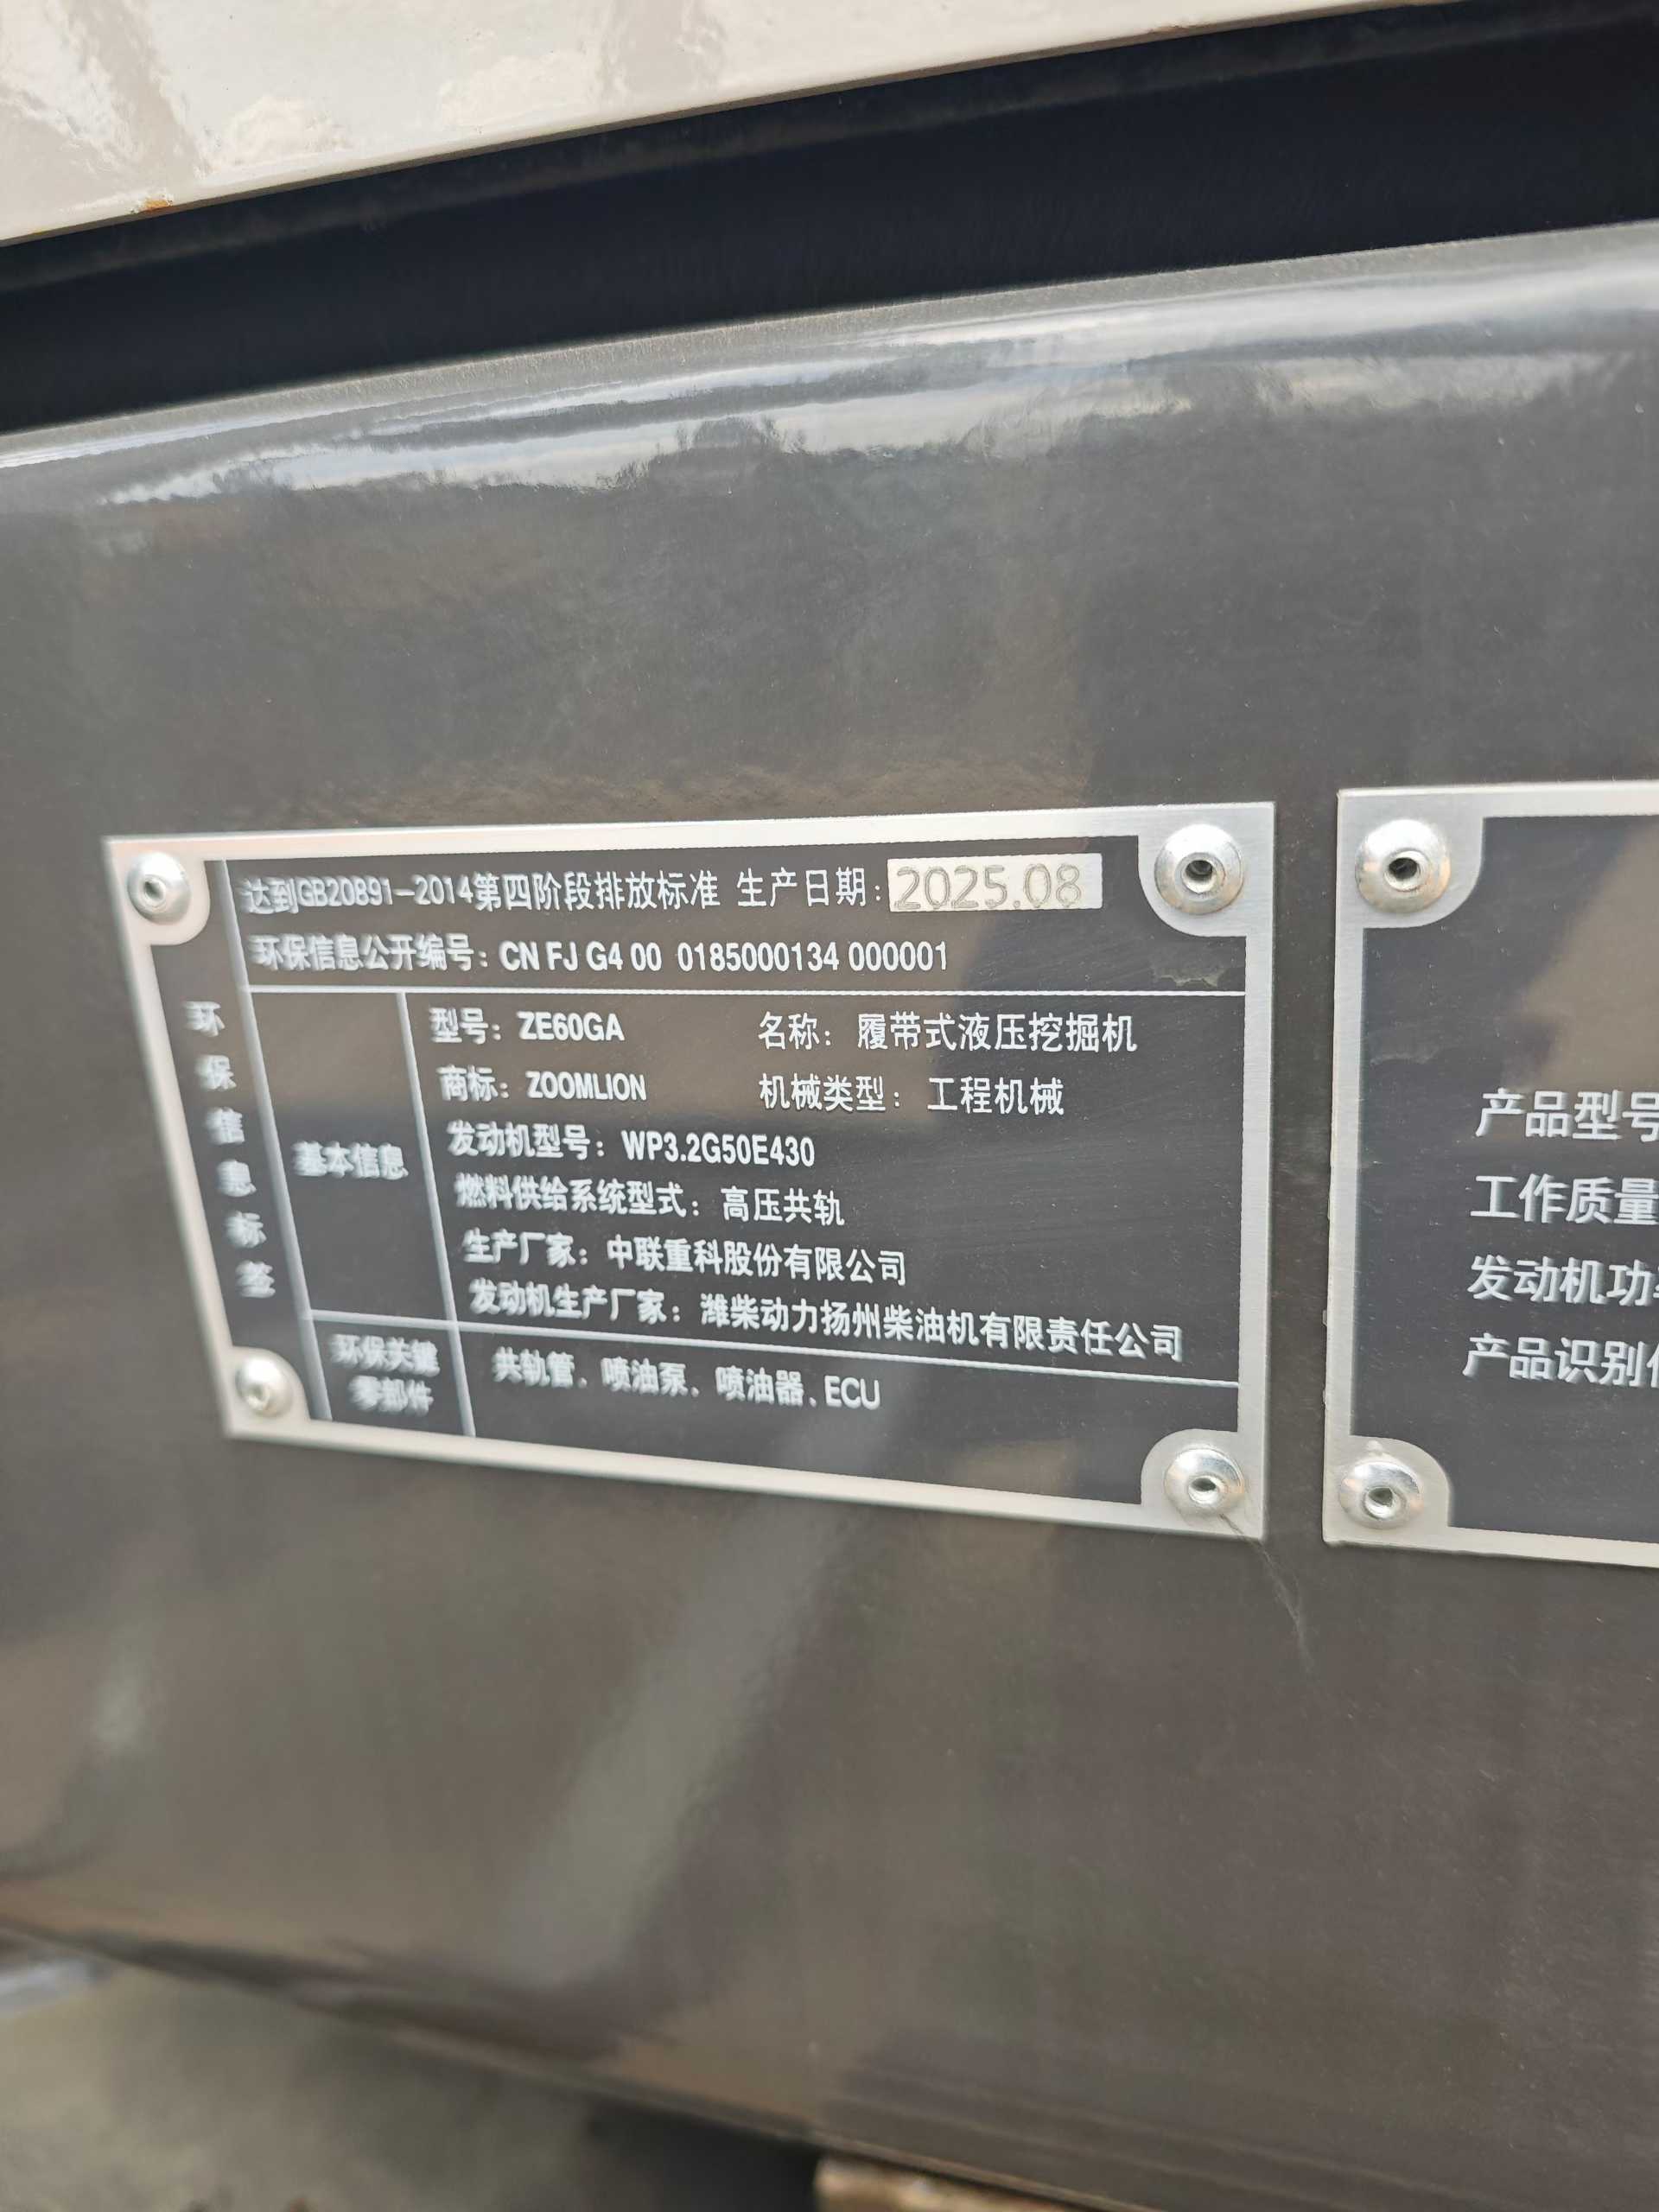 达到GB20891-2014第四阶段排放标准 生产日期：2025.08
环保信息公开编号：CN FJ G4 00 0185000134 000001
环保信息标签
基本信息
型号：ZE60GA 名称：履带式液压挖掘机
商标：ZOOMLION 机械类型：工程机械
发动机型号：WP3.2G50E430
燃料供给系统型式：高压共轨
生产厂家：中联重科股份有限公司
发动机生产厂家：潍柴动力扬州柴油机有限责任公司
环保关键
零部件
共轨管、喷油泵、喷油器、ECU
产品型号
工作质量
发动机功
产品识别